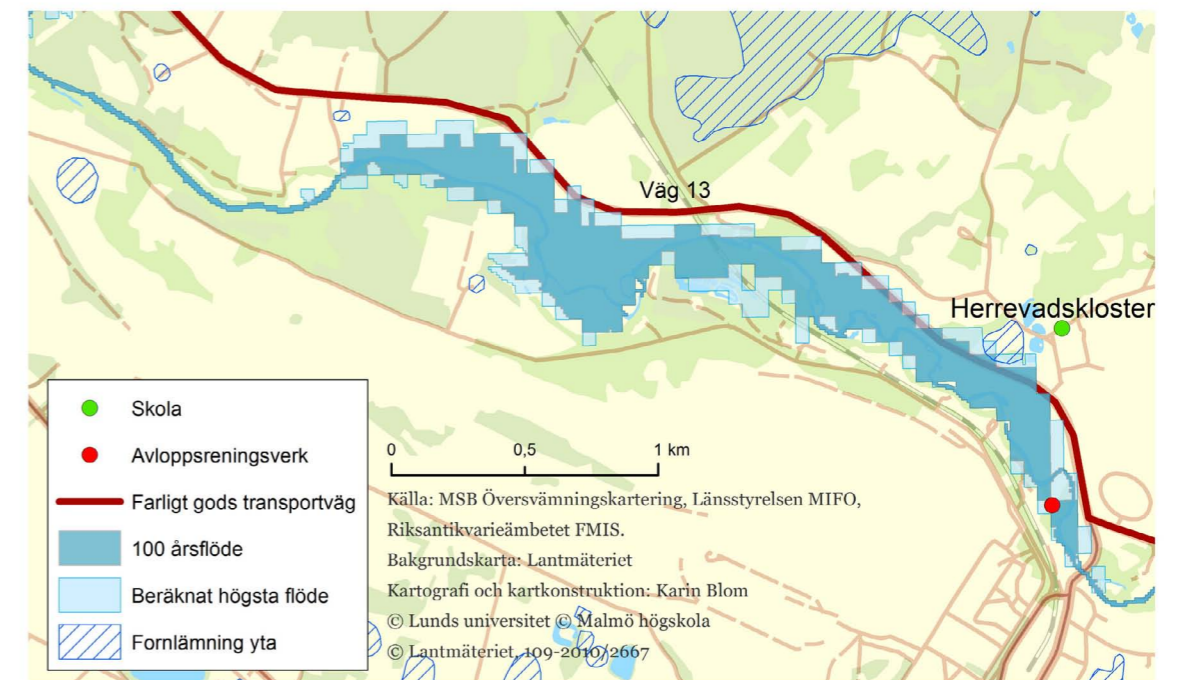 Väg 13
Herrevadskloster
Skola
Avloppsreningsverk
Farligt gods transportväg
100 årsflöde
Beräknat högsta flöde
Fornlämning yta
0 0,5 1 km
Källa: MSB Översvämningskartering, Länsstyrelsen MIFO,
Riksantikvarieämbetet FMIS.
Bakgrundskarta: Lantmäteriet
Kartografi och kartkonstruktion: Karin Blom
© Lunds universitet © Malmö högskola
© Lantmäteriet, 109-2010/2667